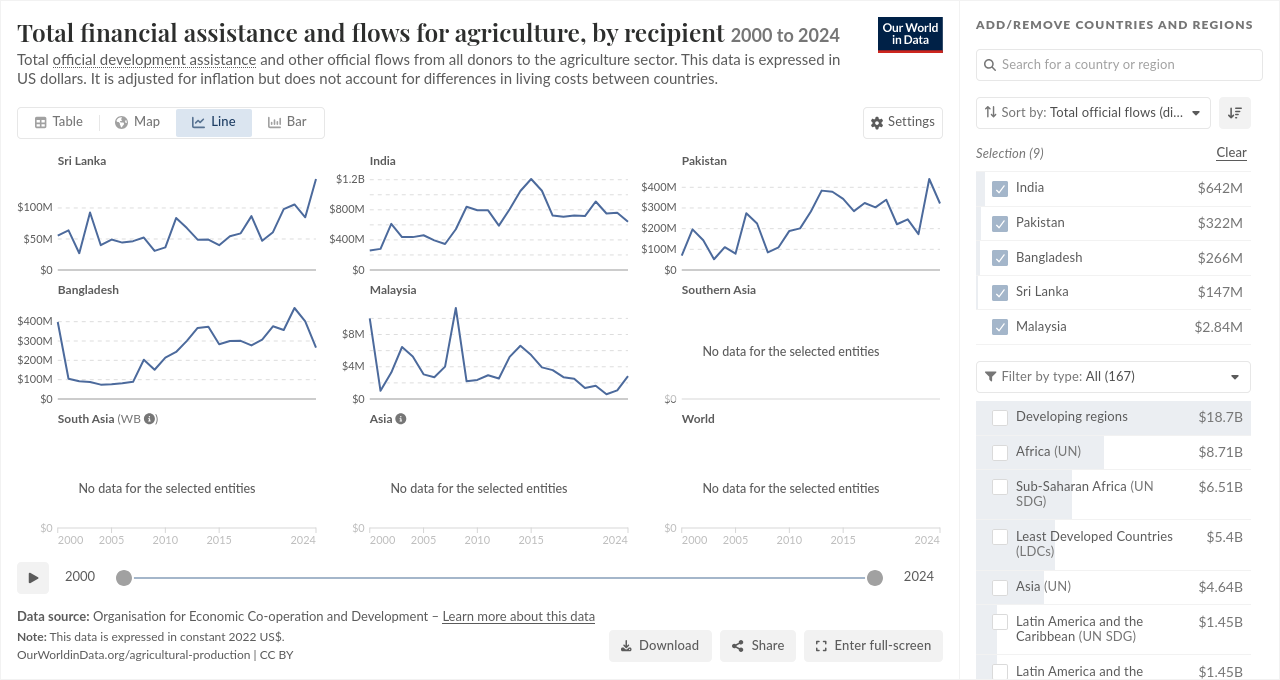 Total financial assistance and flows for agriculture, by recipient 2000 to 2024
Total official development assistance and other official flows from all donors to the agriculture sector. This data is expressed in
US dollars. It is adjusted for inflation but does not account for differences in living costs between countries.
Our World
in Data
Table
Map
Line
Bar
Settings
Sri Lanka
$100M
$50M
$0
India
$1.2B
$800M
$400M
$0
Pakistan
$400M
$300M
$200M
$100M
$0
Bangladesh
$400M
$300M
$200M
$100M
$0
Malaysia
$8M
$4M
$0
Southern Asia
No data for the selected entities
$0
South Asia (WB)
No data for the selected entities
$0
2000 2005 2010 2015 2024
Asia
No data for the selected entities
$0
2000 2005 2010 2015 2024
World
No data for the selected entities
$0
2000 2005 2010 2015 2024
2000
2024
Data source: Organisation for Economic Co-operation and Development – Learn more about this data
Note: This data is expressed in constant 2022 US$.
OurWorldinData.org/agricultural-production | CC BY
Download
Share
Enter full-screen
ADD/REMOVE COUNTRIES AND REGIONS
Search for a country or region
Sort by: Total official flows (di...
Selection (9)
Clear
India $642M
Pakistan $322M
Bangladesh $266M
Sri Lanka $147M
Malaysia $2.84M
Filter by type: All (167)
Developing regions $18.7B
Africa (UN) $8.71B
Sub-Saharan Africa (UN $6.51B
SDG)
Least Developed Countries $5.4B
(LDCs)
Asia (UN) $4.64B
Latin America and the $1.45B
Caribbean (UN SDG)
Latin America and the $1.45B